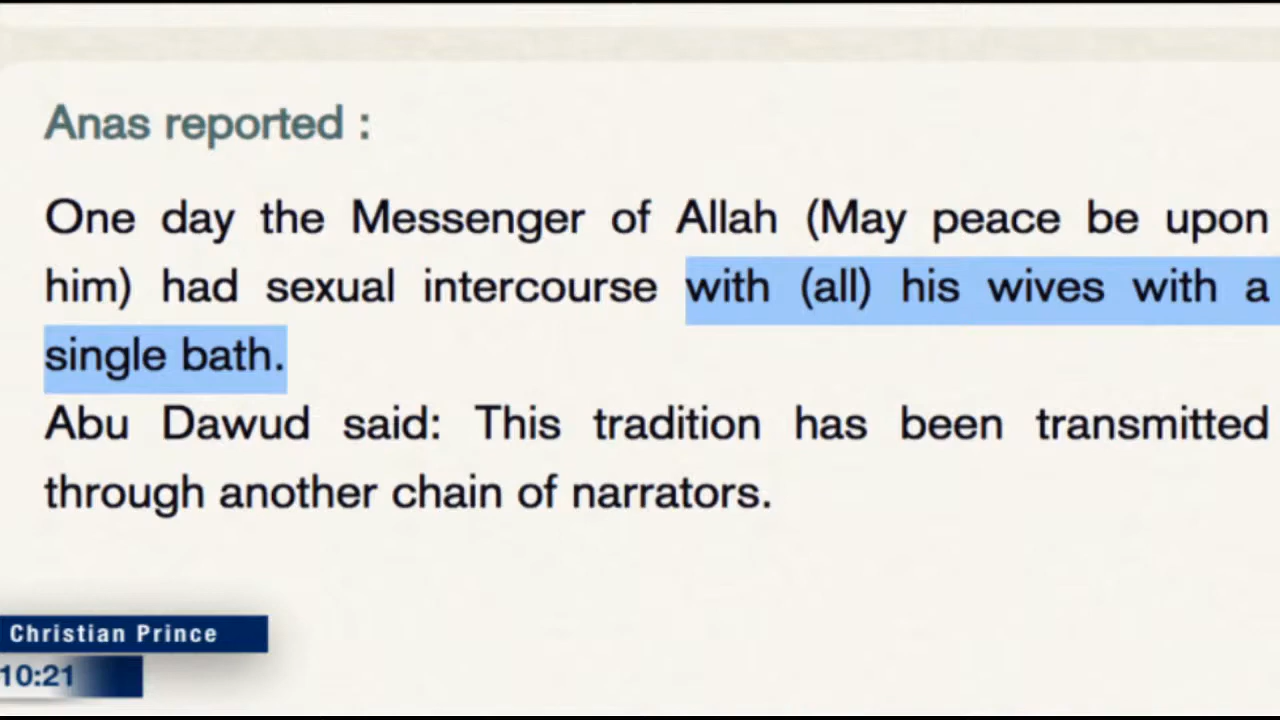 Anas reported :
One day the Messenger of Allah (May peace be upon
him) had sexual intercourse with (all) his wives with a
single bath.
Abu Dawud said: This tradition has been transmitted
through another chain of narrators.
Christian Prince
10:21